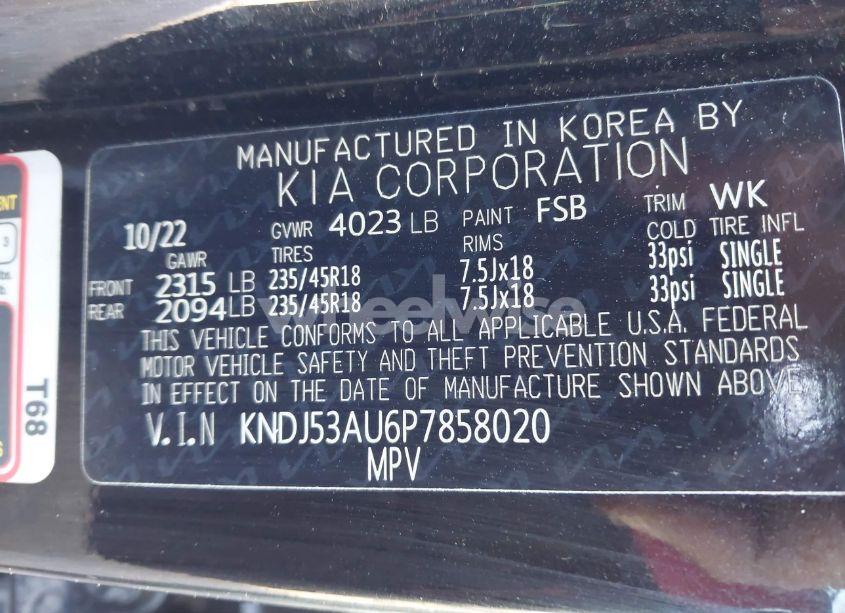 MANUFACTURED IN KOREA BY
KIA CORPORATION
10/22 GVWR 4023 LB PAINT FSB TRIM WK
GAWR TIRES RIMS COLD TIRE INFL
FRONT 2315 LB 235/45R18 7.5Jx18 33psi SINGLE
REAR 2094 LB 235/45R18 7.5Jx18 33psi SINGLE
THIS VEHICLE CONFORMS TO ALL APPLICABLE U.S.A. FEDERAL
MOTOR VEHICLE SAFETY AND THEFT PREVENTION STANDARDS
IN EFFECT ON THE DATE OF MANUFACTURE SHOWN ABOVE.
V.I.N KNDJ53AU6P7858020
MPV
T68
3
wheelwise